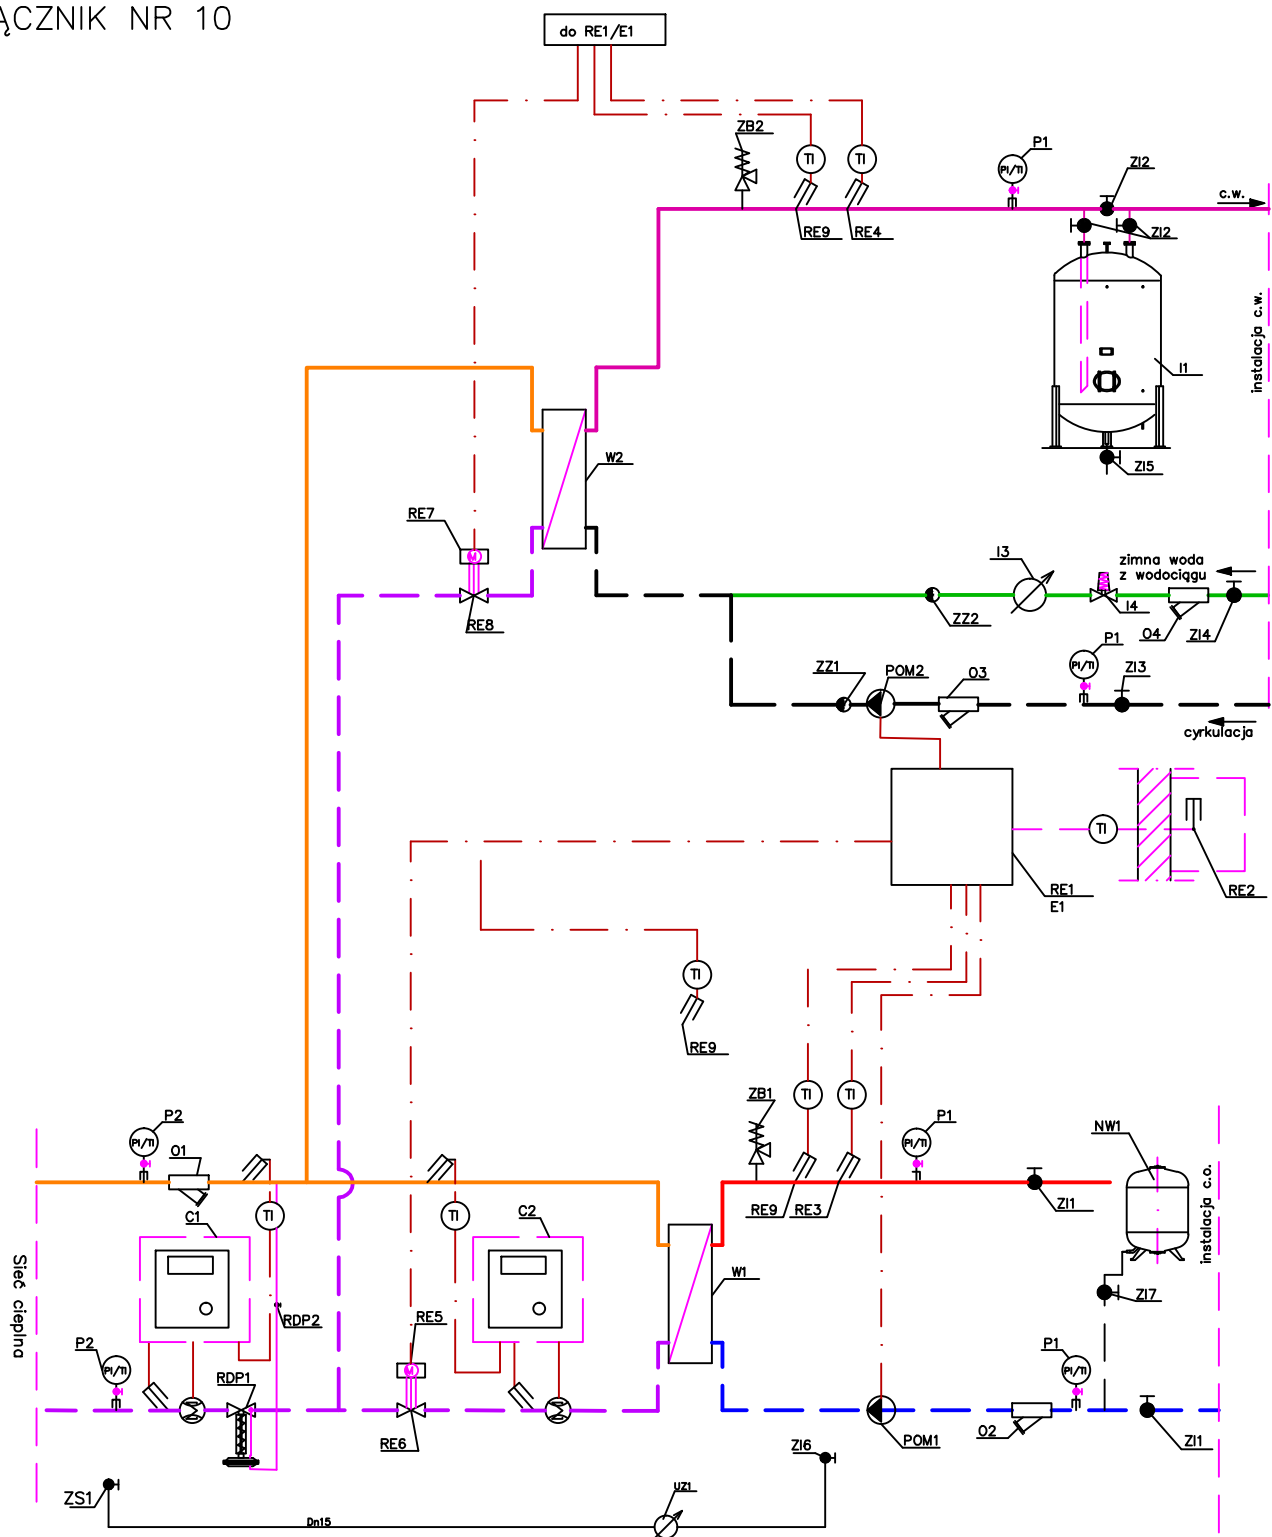 ĄCZNIK NR 10
do RE1/E1
ZB2
TI
TI
P1
PI/TI
ZI2
c.w.
RE9
RE4
ZI2
instalacja c.w.
I1
W2
ZI5
RE7
M
RE8
I3
zimna woda
z wodociągu
ZZ2
I4
O4
ZI4
P1
PI/TI
ZZ1
POM2
O3
ZI3
cyrkulacja
TI
RE1
E1
RE2
TI
RE9
ZB1
TI
TI
P2
PI/TI
O1
P1
PI/TI
NW1
RE9
RE3
ZI1
instalacja c.o.
C1
TI
TI
C2
Sieć cieplna
W1
RDP2
RE5
ZI7
P2
PI/TI
RDP1
M
P1
PI/TI
RE6
POM1
O2
ZI1
ZI6
ZS1
UZ1
Dn15